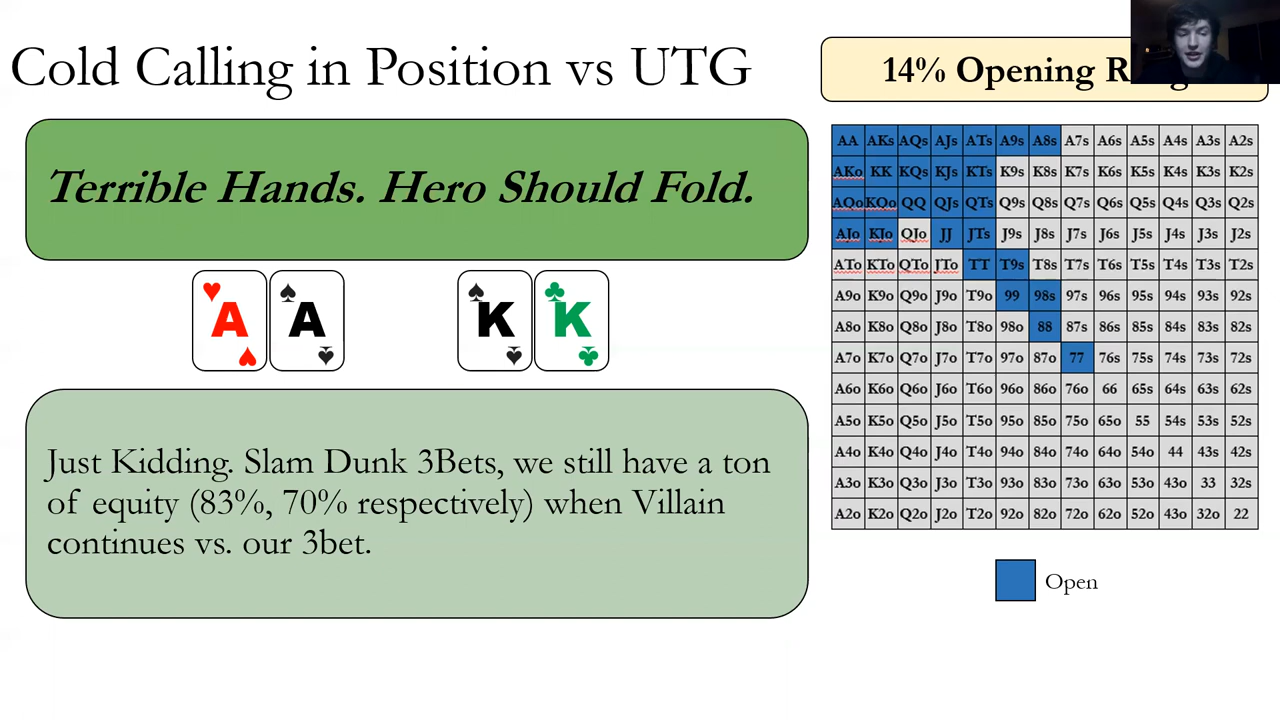 Cold Calling in Position vs UTG
14% Opening
Terrible Hands. Hero Should Fold.
A A K K
Just Kidding. Slam Dunk 3Bets, we still have a ton
of equity (83%, 70% respectively) when Villain
continues vs. our 3bet.
AA AKs AQs AJs ATs A9s A8s A7s A6s A5s A4s A3s A2s
AKo KK KQs KJs KTs K9s K8s K7s K6s K5s K4s K3s K2s
AQo KQo QQ QJs QTs Q9s Q8s Q7s Q6s Q5s Q4s Q3s Q2s
AJo KJo QJo JJ JTs J9s J8s J7s J6s J5s J4s J3s J2s
ATo KTo QTo JTo TT T9s T8s T7s T6s T5s T4s T3s T2s
A9o K9o Q9o J9o T9o 99 98s 97s 96s 95s 94s 93s 92s
A8o K8o Q8o J8o T8o 98o 88 87s 86s 85s 84s 83s 82s
A7o K7o Q7o J7o T7o 97o 87o 77 76s 75s 74s 73s 72s
A6o K6o Q6o J6o T6o 96o 86o 76o 66 65s 64s 63s 62s
A5o K5o Q5o J5o T5o 95o 85o 75o 65o 55 54s 53s 52s
A4o K4o Q4o J4o T4o 94o 84o 74o 64o 54o 44 43s 42s
A3o K3o Q3o J3o T3o 93o 83o 73o 63o 53o 43o 33 32s
A2o K2o Q2o J2o T2o 92o 82o 72o 62o 52o 42o 32o 22
Open